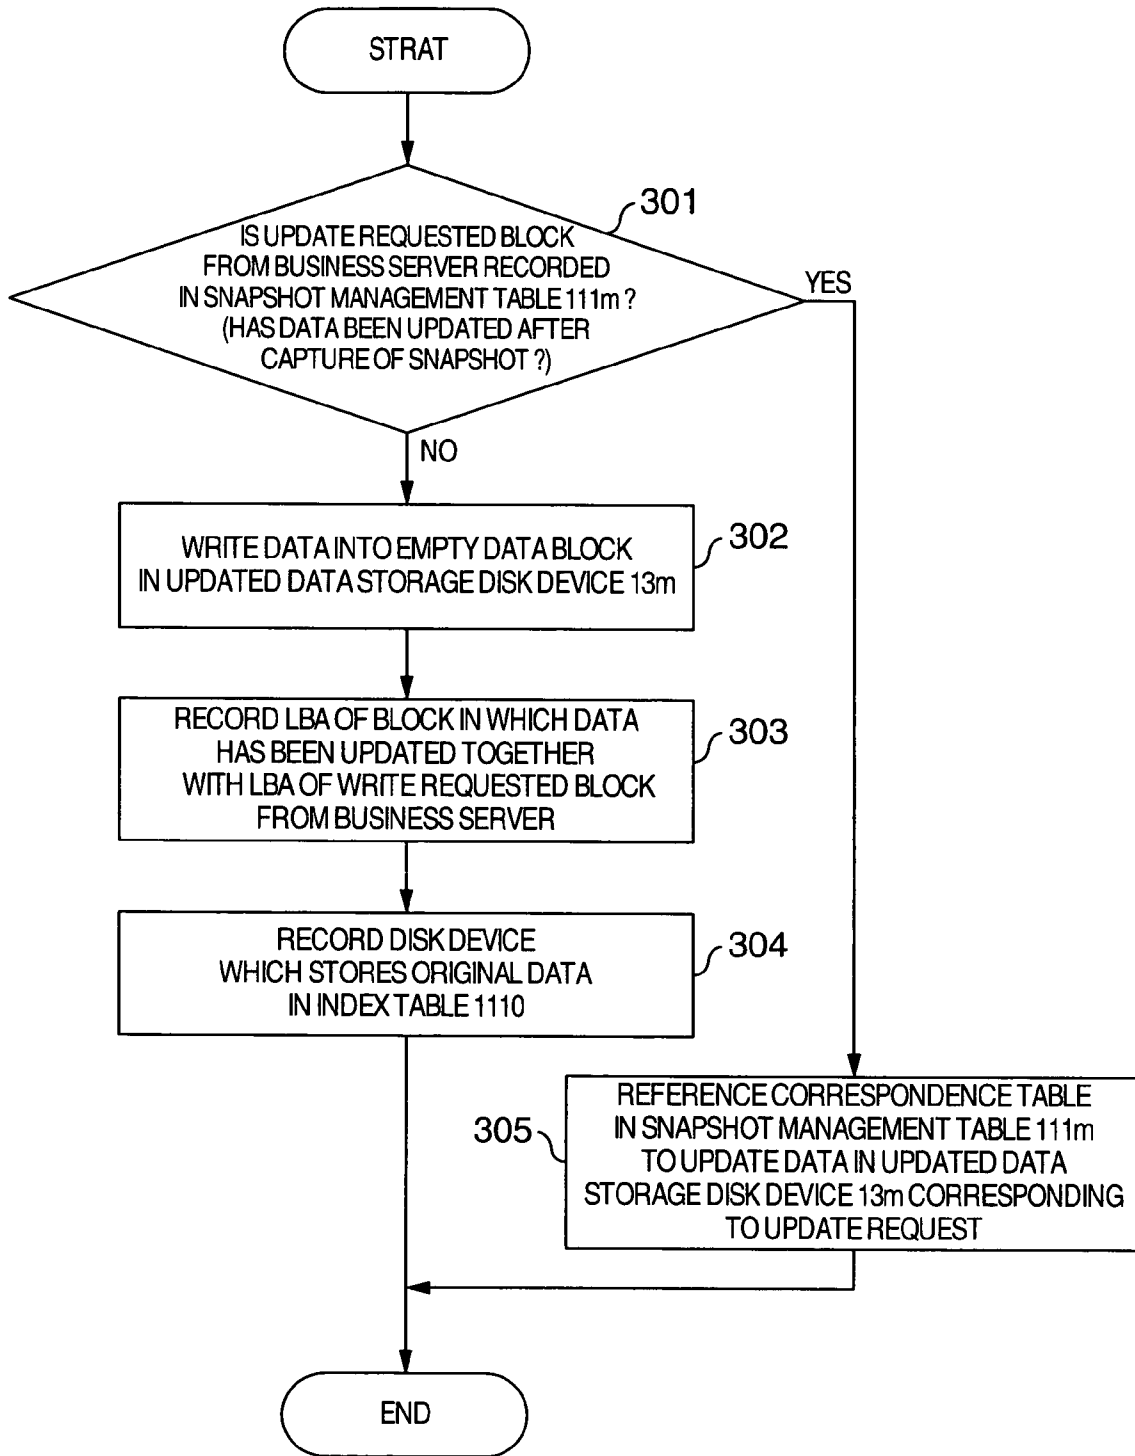 STRAT
301
IS UPDATE REQUESTED BLOCK
FROM BUSINESS SERVER RECORDED
IN SNAPSHOT MANAGEMENT TABLE 111m ?
(HAS DATA BEEN UPDATED AFTER
CAPTURE OF SNAPSHOT ?)
YES
NO
302
WRITE DATA INTO EMPTY DATA BLOCK
IN UPDATED DATA STORAGE DISK DEVICE 13m
303
RECORD LBA OF BLOCK IN WHICH DATA
HAS BEEN UPDATED TOGETHER
WITH LBA OF WRITE REQUESTED BLOCK
FROM BUSINESS SERVER
304
RECORD DISK DEVICE
WHICH STORES ORIGINAL DATA
IN INDEX TABLE 1110
305
REFERENCE CORRESPONDENCE TABLE
IN SNAPSHOT MANAGEMENT TABLE 111m
TO UPDATE DATA IN UPDATED DATA
STORAGE DISK DEVICE 13m CORRESPONDING
TO UPDATE REQUEST
END